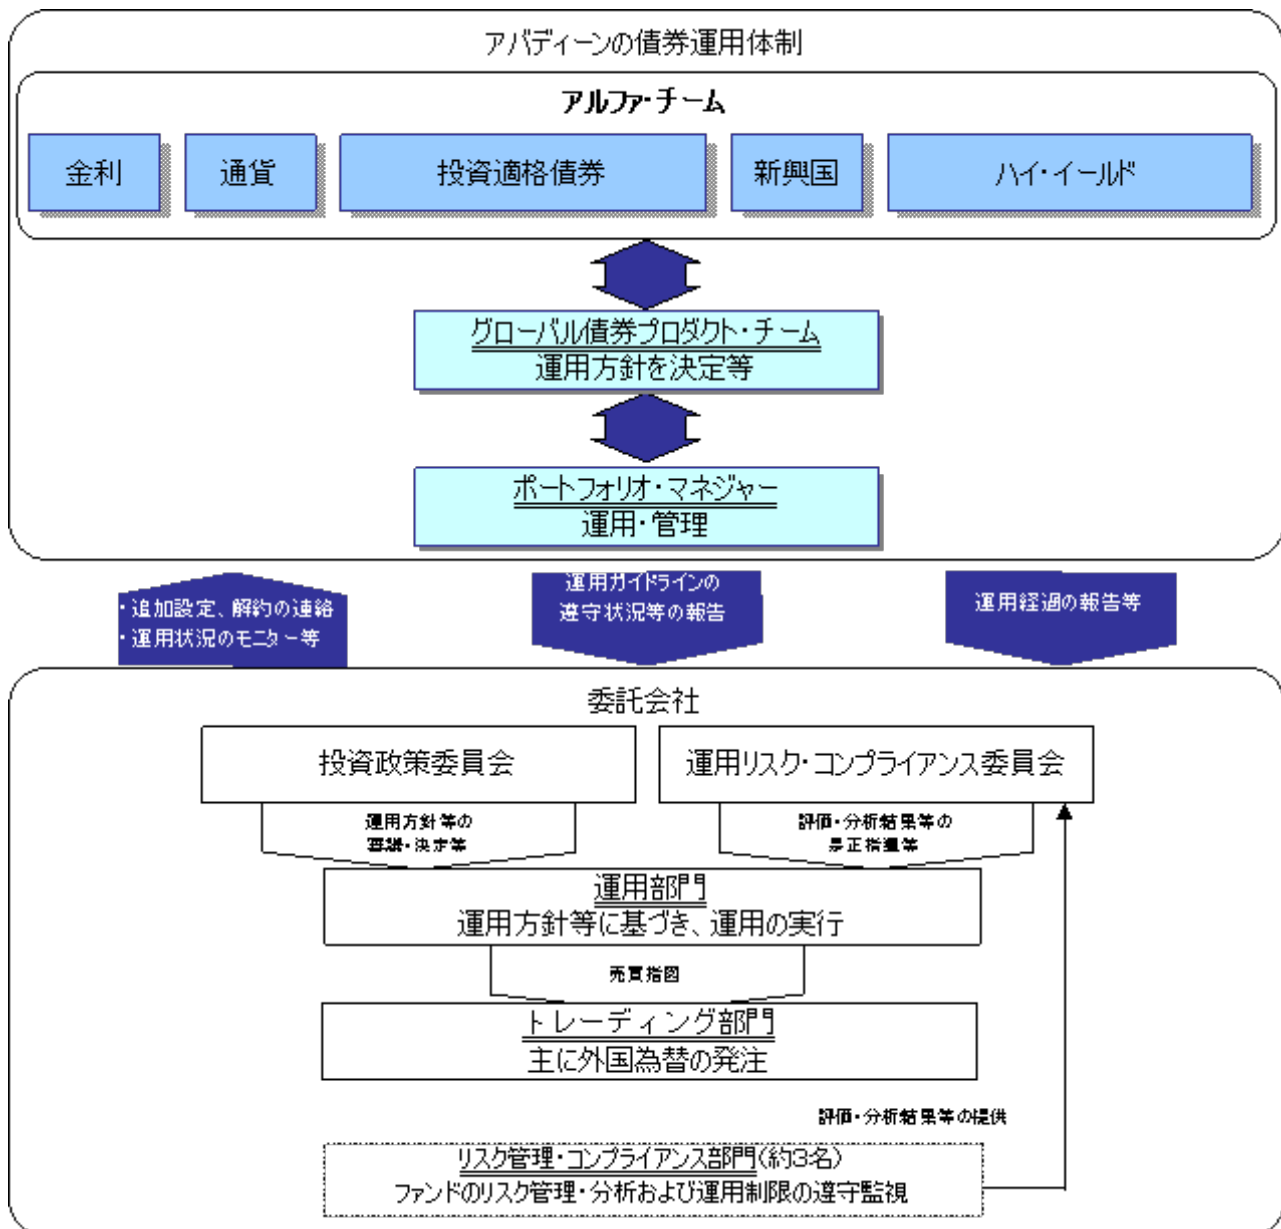 アバディーンの債券運用体制
アルファ・チーム
金利
通貨
投資適格債券
新興国
ハイ・イールド
グローバル債券プロダクト・チーム
運用方針を決定等
ポートフォリオ・マネジャー
運用・管理
・追加設定、解約の連絡
・運用状況のモニター等
運用ガイドラインの
遵守状況等の報告
運用経過の報告等
委託会社
投資政策委員会
運用リスク・コンプライアンス委員会
運用方針等の
審議・決定等
評価・分析結果等の
是正指導等
運用部門
運用方針等に基づき、運用の実行
売買指図
トレーディング部門
主に外国為替の発注
評価・分析結果等の提供
リスク管理・コンプライアンス部門(約3名)
ファンドのリスク管理・分析および運用制限の遵守監視